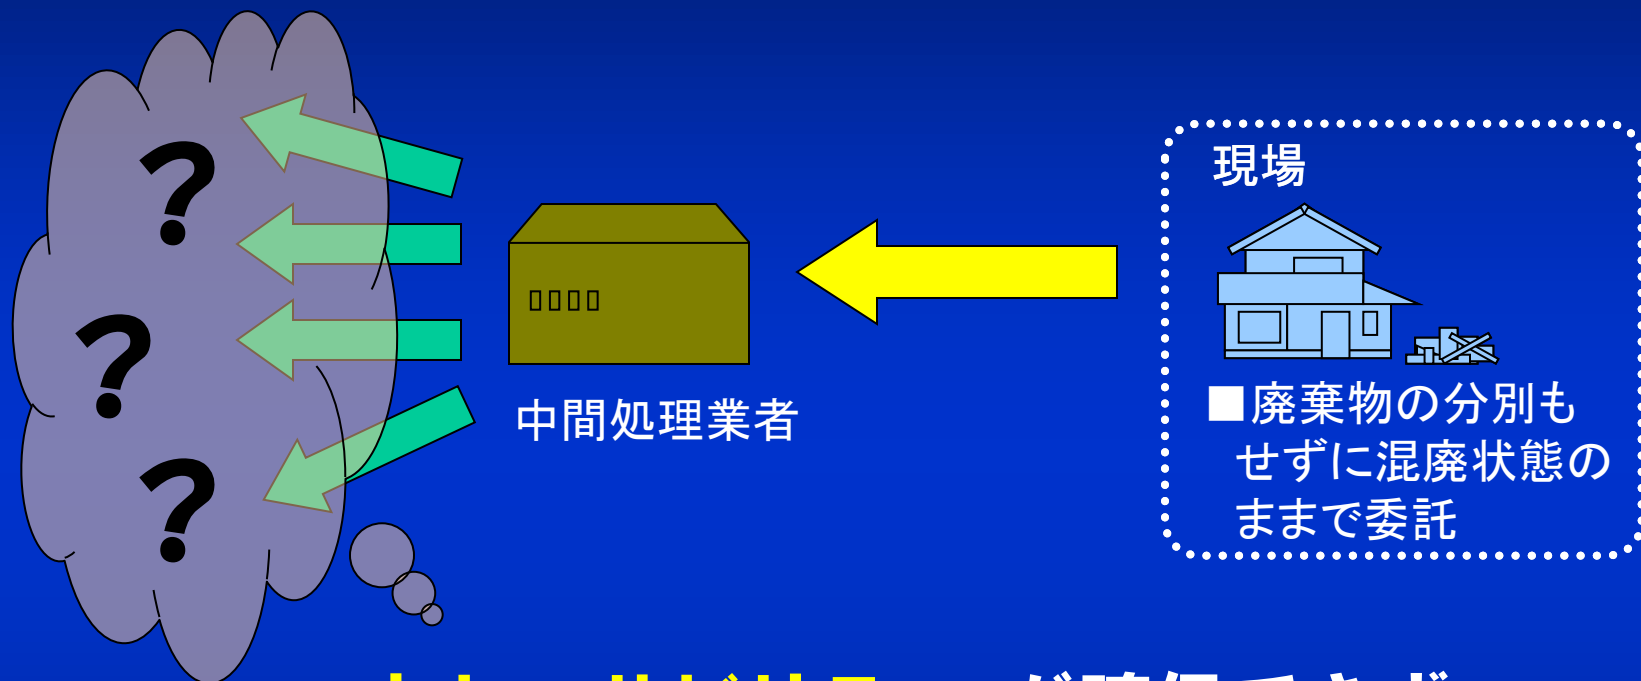 ?
?
?
現場
中間処理業者
■廃棄物の分別も
せずに混廃状態の
ままで委託